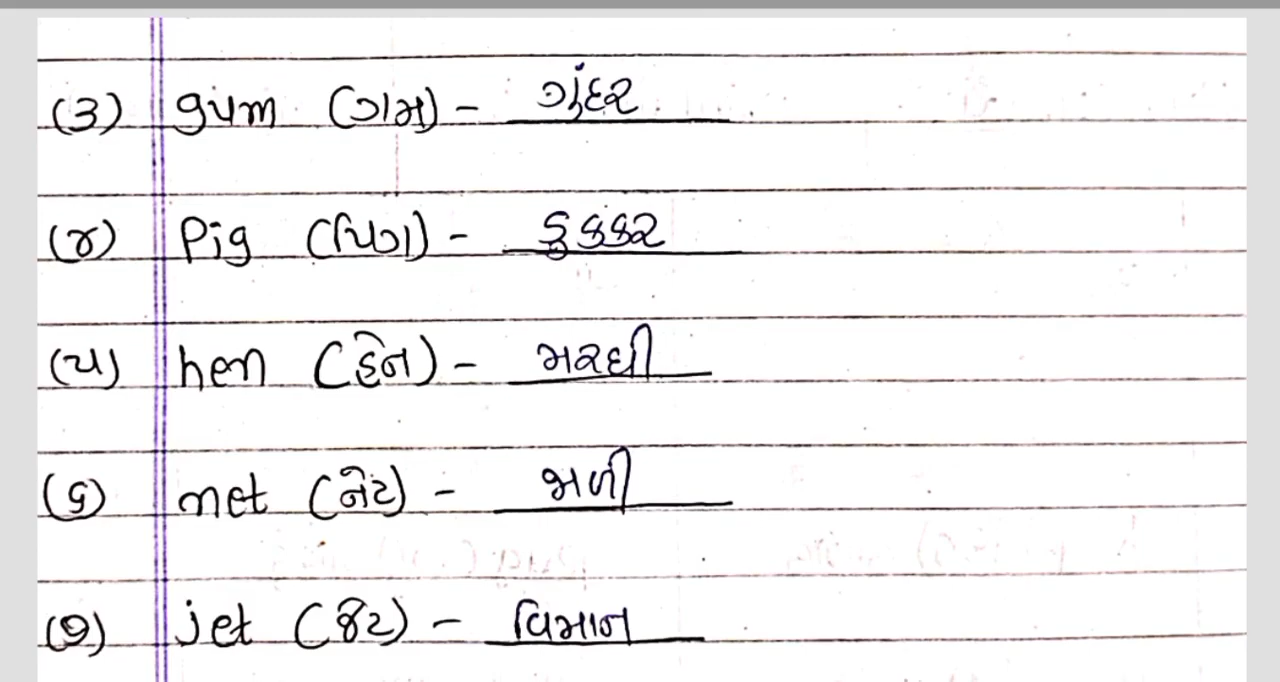 (૩) gum (ગમ) - ગુંદર
(૪) Pig (પિગ) - ડુક્કર
(૫) hen (હેન) - મરઘી
(૬) net (નેટ) - જાળી
(૭) jet (જેટ) - વિમાન